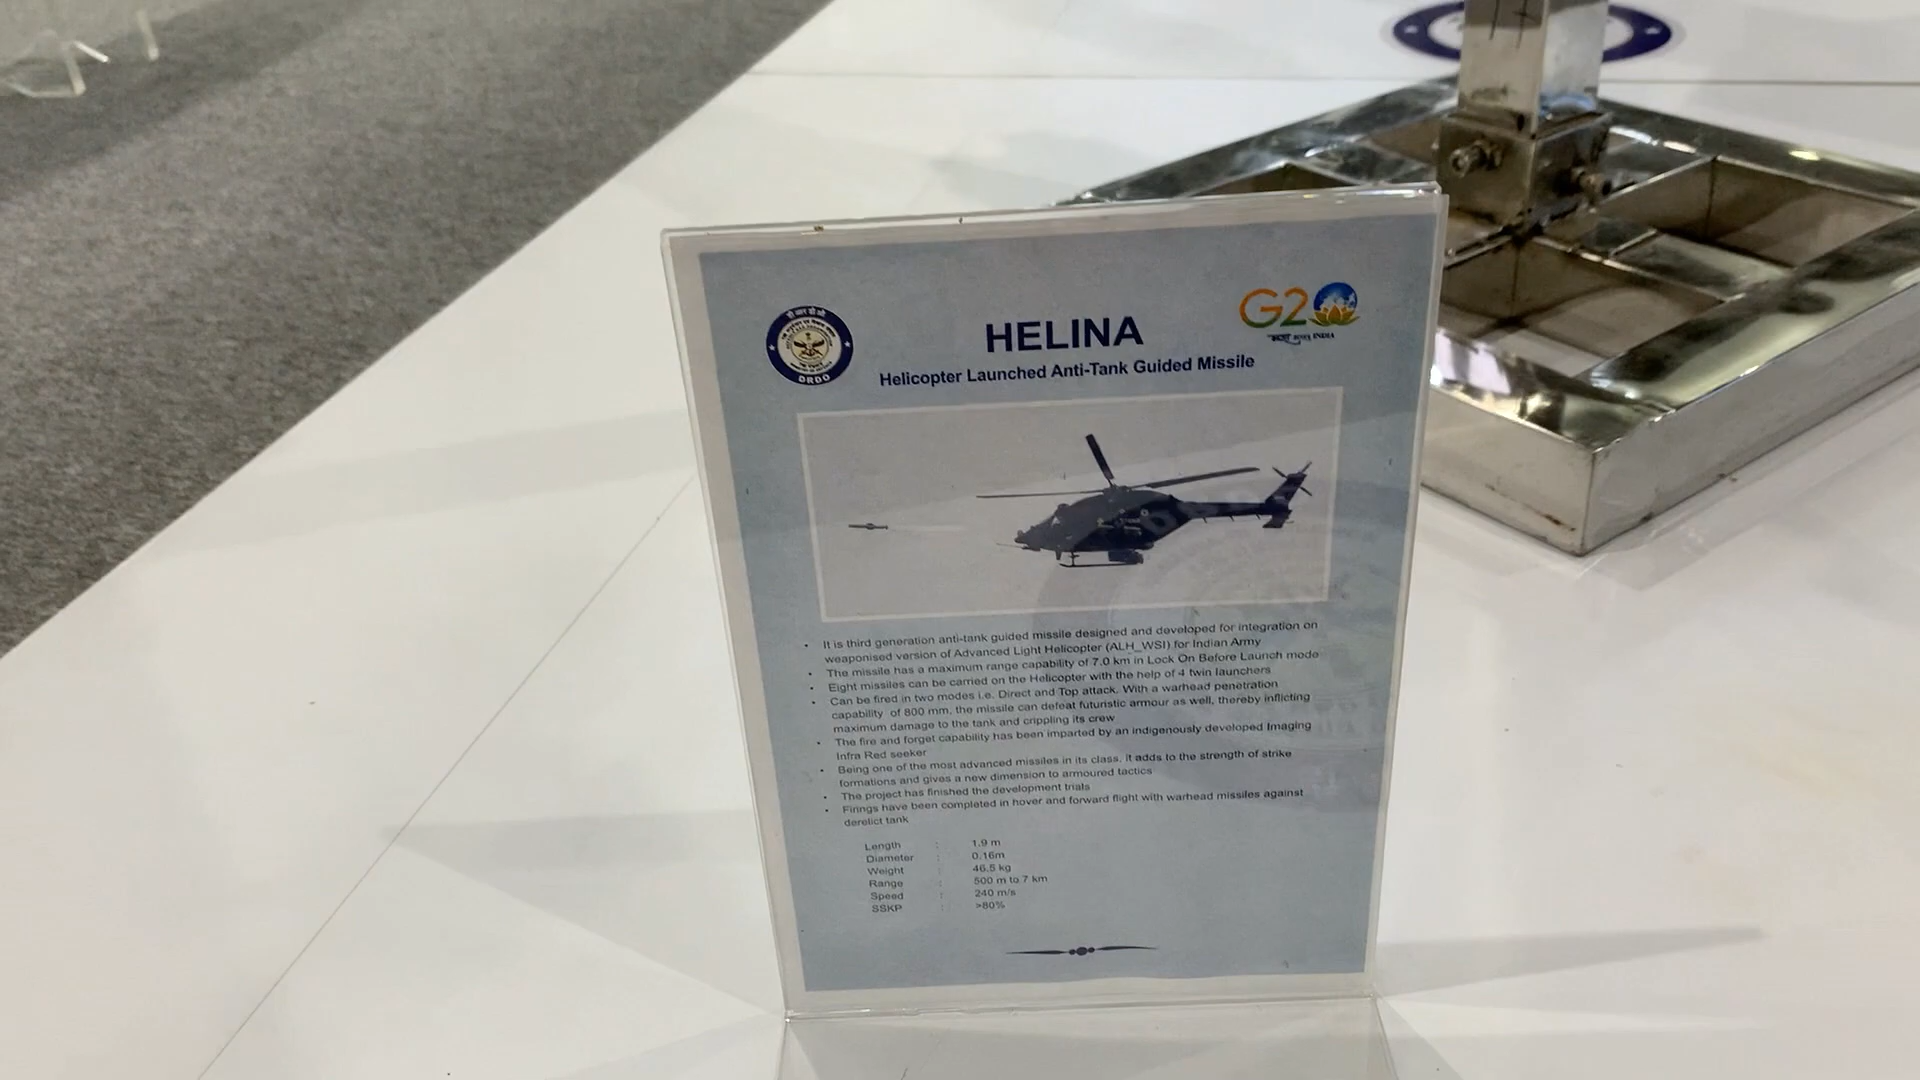 HELINA
G20
Helicopter Launched Anti-Tank Guided Missile
DRDO
• It is third generation anti-tank guided missile designed and developed for integration on
weaponised version of Advanced Light Helicopter (ALH_WSI) for Indian Army
• The missile has a maximum range capability of 7.0 km in Lock On Before Launch mode
• Eight missiles can be carried on the Helicopter with the help of 4 twin launchers
• Can be fired in two modes i.e. Direct and Top attack. With a warhead penetration
capability of 800 mm, the missile can defeat futuristic armour as well, thereby inflicting
maximum damage to the tank and crippling its crew
• The fire and forget capability has been imparted by an indigenously developed Imaging
Infra Red seeker
• Being one of the most advanced missiles in its class, it adds to the strength of strike
formations and gives a new dimension to armoured tactics
• The project has finished the development trials
• Firings have been completed in hover and forward flight with warhead missiles against
derelict tank
Length : 1.9 m
Diameter : 0.16m
Weight : 46.5 kg
Range : 500 m to 7 km
Speed : 240 m/s
SSKP : >80%